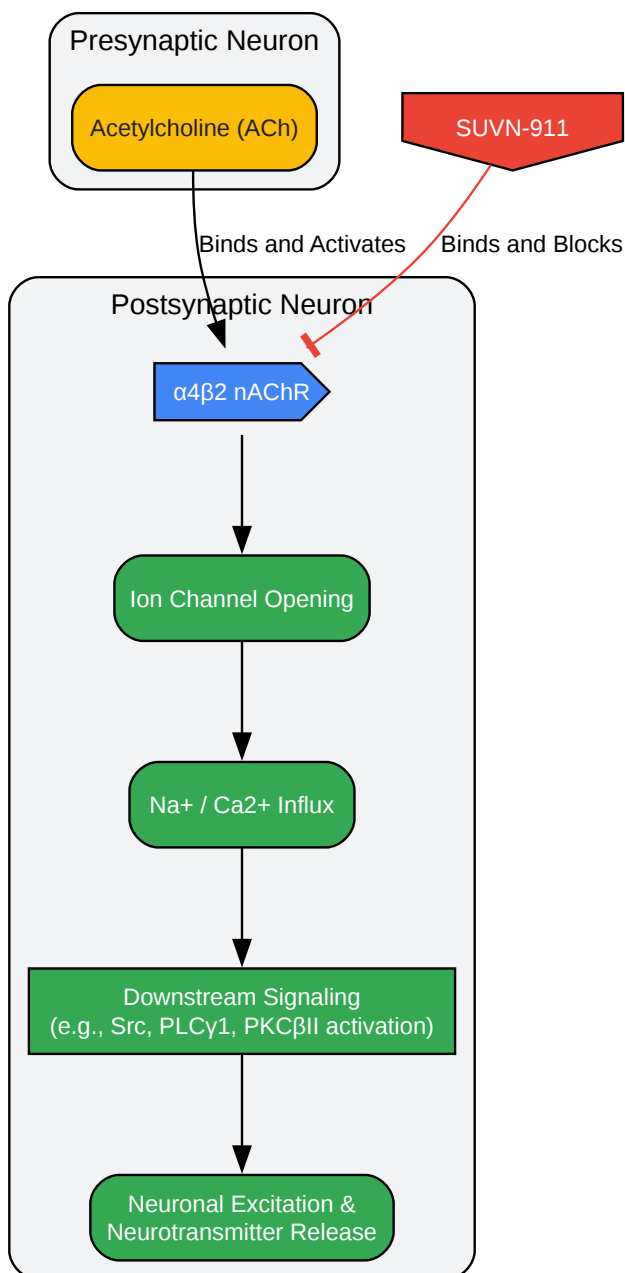 Presynaptic Neuron
Acetylcholine (ACh)
SUVN-911
Binds and Activates
Binds and Blocks
Postsynaptic Neuron
α4β2 nAChR
Ion Channel Opening
Na+ / Ca2+ Influx
Downstream Signaling
(e.g., Src, PLCγ1, PKCβII activation)
Neuronal Excitation &
Neurotransmitter Release